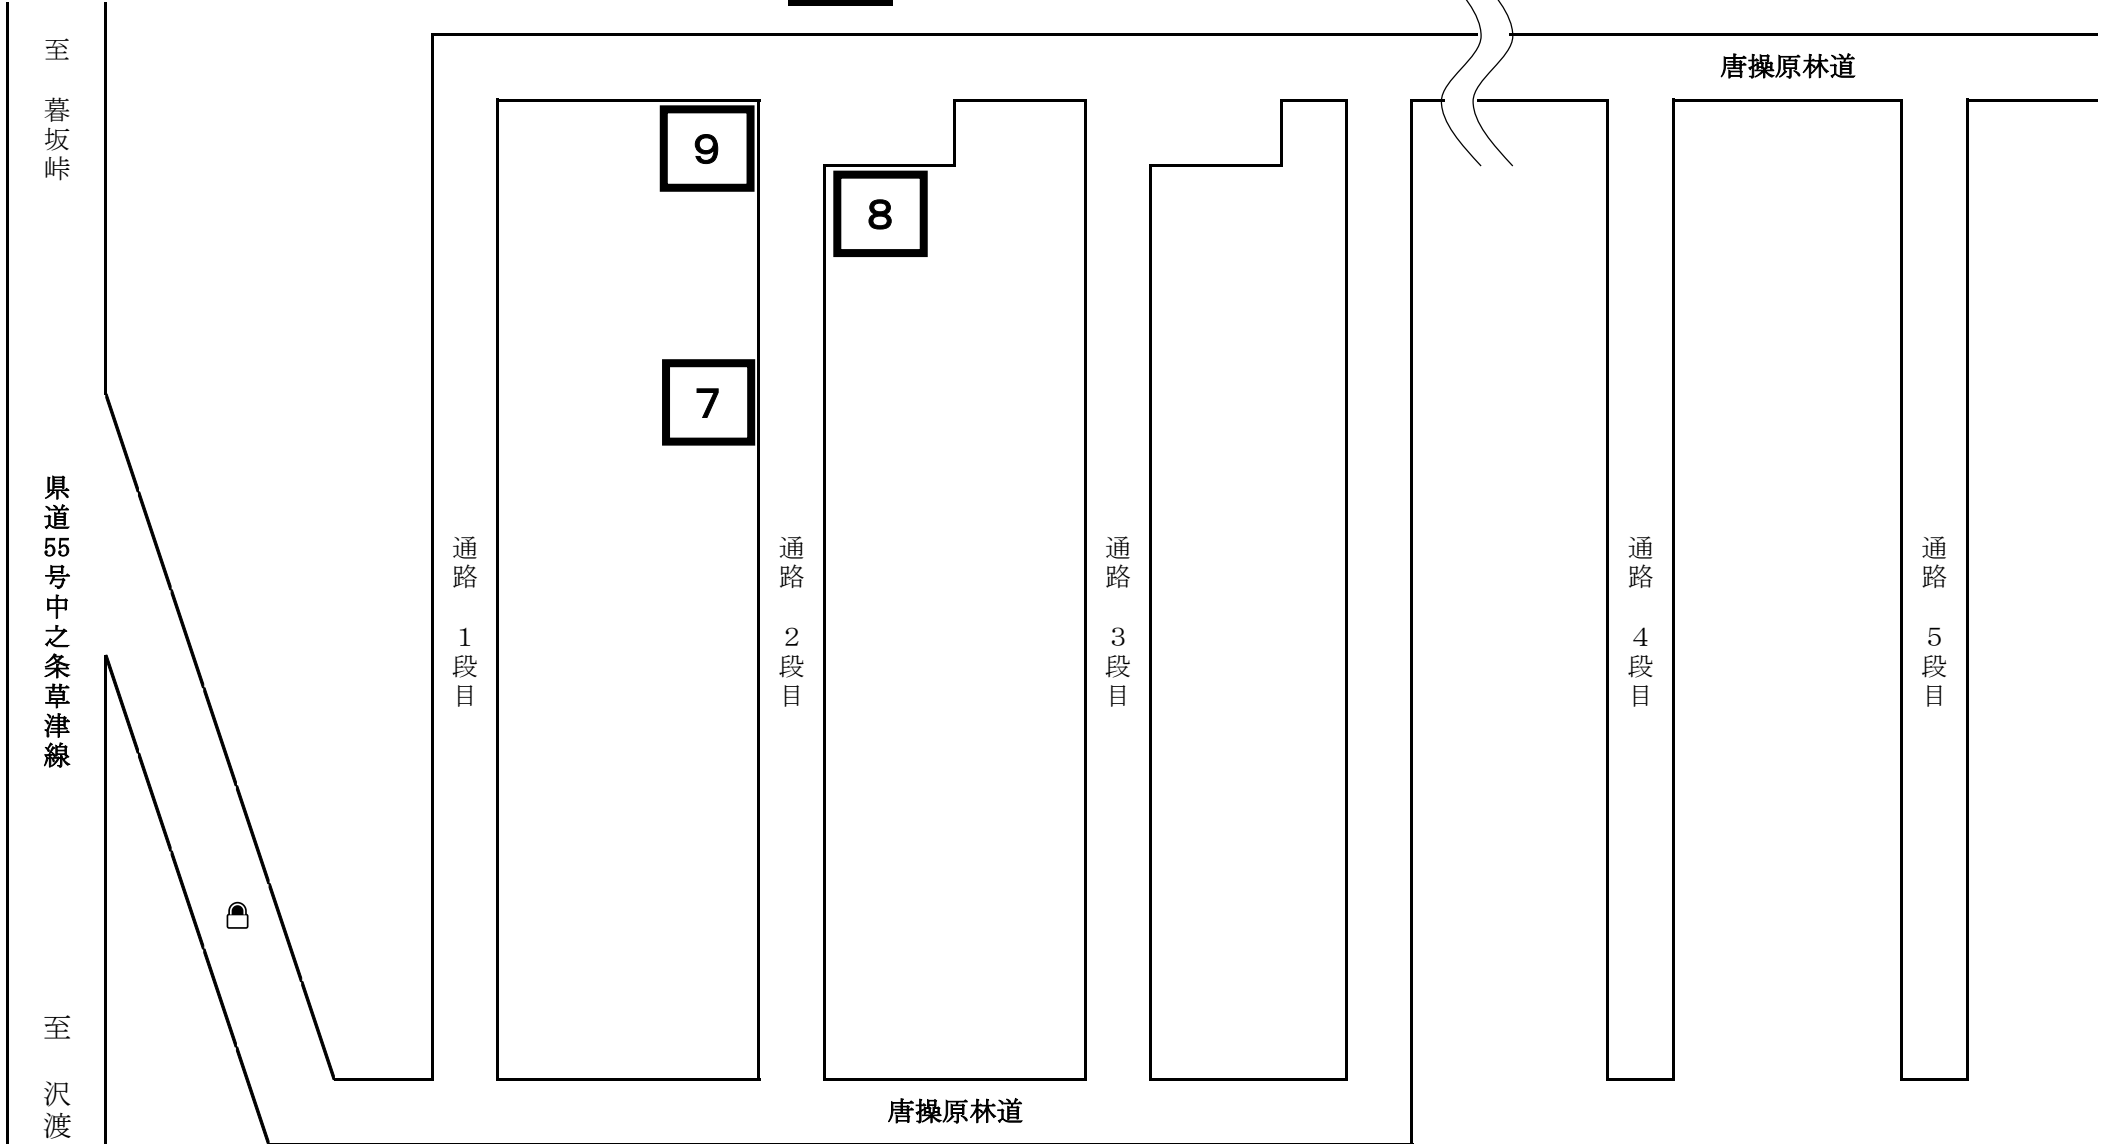 至 暮坂峠
県道55号中之条草津線
至 沢渡
唐操原林道
9
8
7
通路 1段目
通路 2段目
通路 3段目
通路 4段目
通路 5段目
唐操原林道